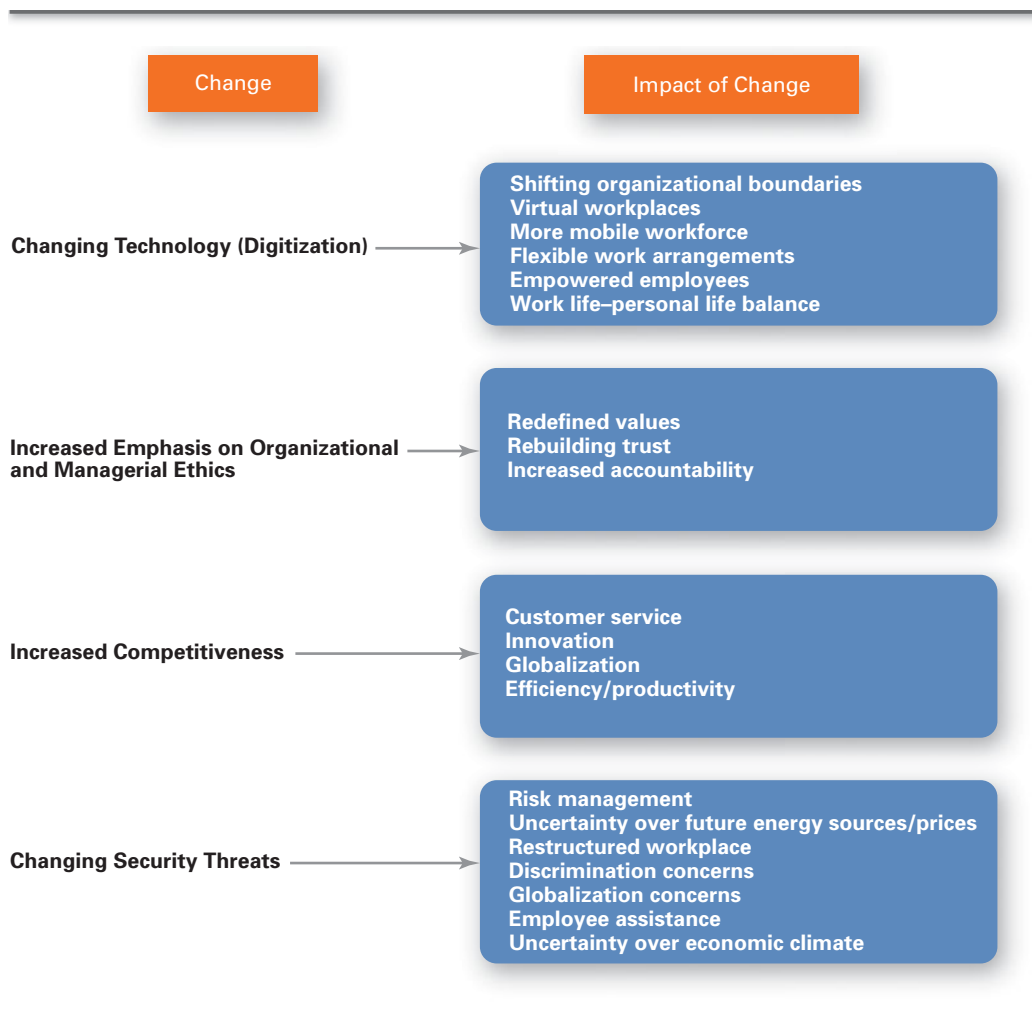 Change
Impact of Change
Changing Technology (Digitization)
Shifting organizational boundaries
Virtual workplaces
More mobile workforce
Flexible work arrangements
Empowered employees
Work life–personal life balance
Increased Emphasis on Organizational
and Managerial Ethics
Redefined values
Rebuilding trust
Increased accountability
Increased Competitiveness
Customer service
Innovation
Globalization
Efficiency/productivity
Changing Security Threats
Risk management
Uncertainty over future energy sources/prices
Restructured workplace
Discrimination concerns
Globalization concerns
Employee assistance
Uncertainty over economic climate